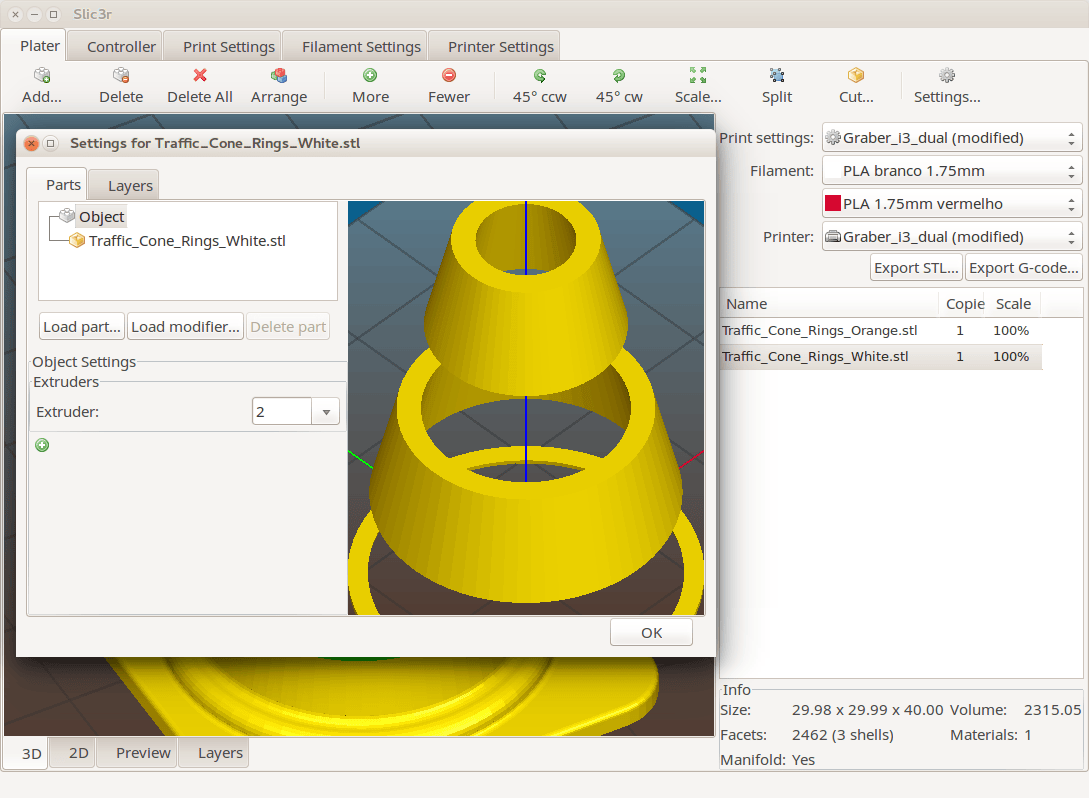 Slic3r
Plater Controller Print Settings Filament Settings Printer Settings
Add... Delete Delete All Arrange More Fewer 45° ccw 45° cw Scale... Split Cut... Settings...
Settings for Traffic_Cone_Rings_White.stl
Parts Layers
Object
Traffic_Cone_Rings_White.stl
Load part... Load modifier... Delete part
Object Settings
Extruders
Extruder: 2
OK
Print settings: Graber_i3_dual (modified)
Filament: PLA branco 1.75mm
PLA 1.75mm vermelho
Printer: Graber_i3_dual (modified)
Export STL... Export G-code...
Name Copie Scale
Traffic_Cone_Rings_Orange.stl 1 100%
Traffic_Cone_Rings_White.stl 1 100%
Info
Size: 29.98 x 29.99 x 40.00 Volume: 2315.05
Facets: 2462 (3 shells) Materials: 1
Manifold: Yes
3D 2D Preview Layers